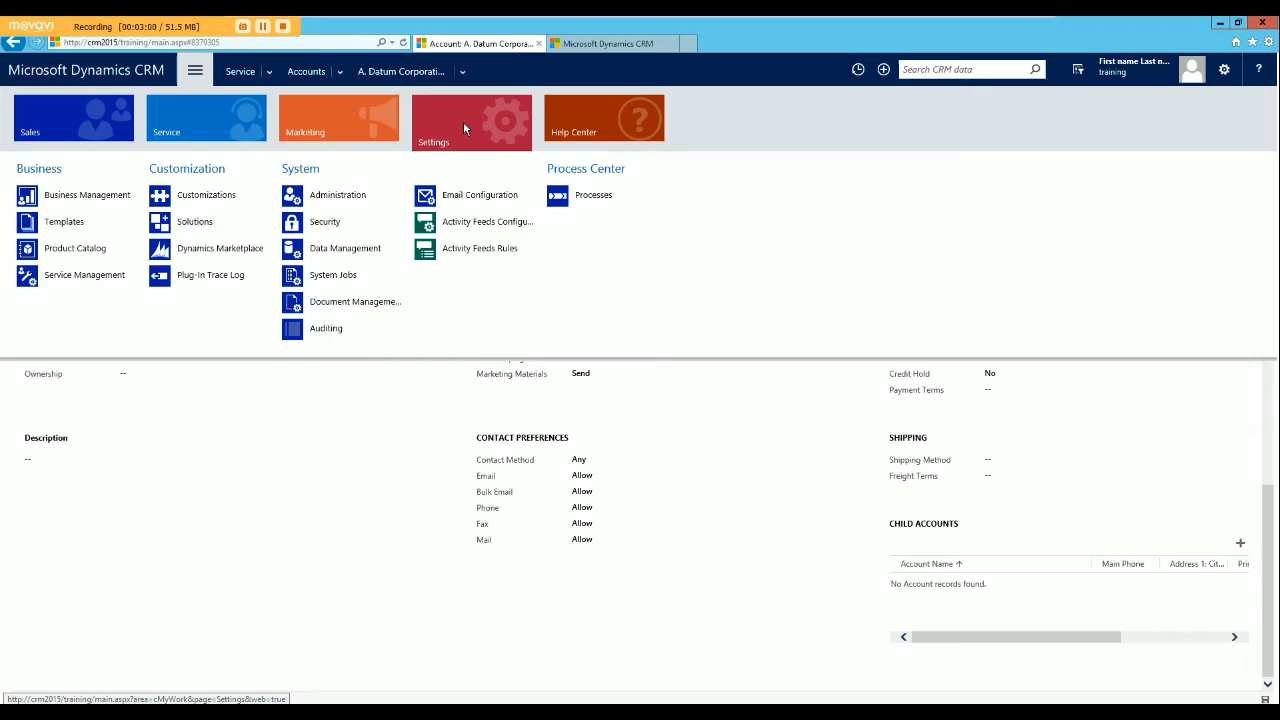 movavi
Recording [00:03:00 / 51.5 MB]
http://crm2015/training/main.aspx#8379305
Account: A. Datum Corpora...
Microsoft Dynamics CRM
Microsoft Dynamics CRM
Service
Accounts
A. Datum Corporati...
Search CRM data
First name Last n...
training
?
Sales
Service
Marketing
Settings
Help Center
Business
Customization
System
Process Center
Business Management
Customizations
Administration
Email Configuration
Processes
Templates
Solutions
Security
Activity Feeds Configu...
Product Catalog
Dynamics Marketplace
Data Management
Activity Feeds Rules
Service Management
Plug-In Trace Log
System Jobs
Document Manageme...
Auditing
Ownership --
Marketing Materials Send
Credit Hold No
Payment Terms --
Description
--
CONTACT PREFERENCES
Contact Method Any
Email Allow
Bulk Email Allow
Phone Allow
Fax Allow
Mail Allow
SHIPPING
Shipping Method --
Freight Terms --
CHILD ACCOUNTS
Account Name Main Phone Address 1: Cit... Pri
No Account records found.
http://crm2015/training/main.aspx?area=cMyWork&page=Settings&web=true